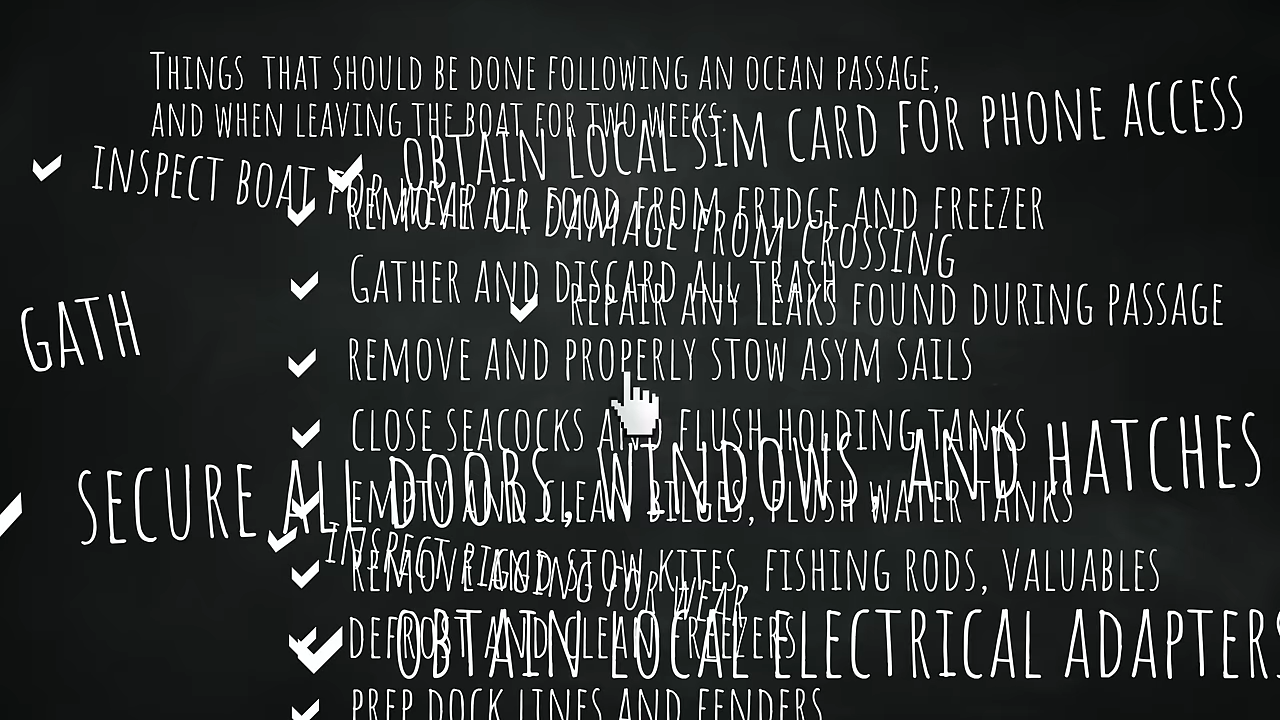 Things that should be done following an ocean passage,
and when leaving the boat for two weeks:
Obtain local SIM card for phone access
Inspect boat for wear or damage from crossing
Remove all food from fridge and freezer
Gather and discard all trash
Repair any leaks found during passage
Gath
Remove and properly stow asym sails
Close seacocks and flush holding tanks
Secure all doors, windows, and hatches
Empty and clean bilges, flush water tanks
Inspect rigging for wear
Remove and stow kites, fishing rods, valuables
Defrost and clean freezers
Obtain local electrical adapters
Prep dock lines and fenders